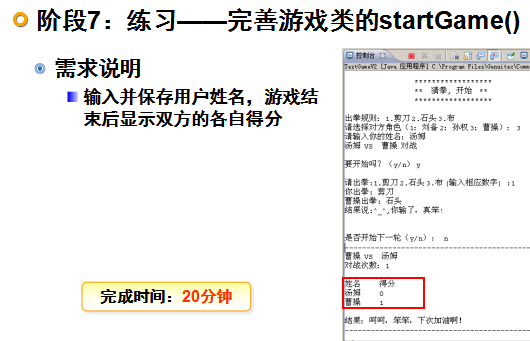 阶段7：练习——完善游戏类的startGame()
需求说明
输入并保存用户姓名，游戏结
束后显示双方的各自得分
完成时间：20分钟
控制台
TestGameV2 [Java 应用程序] C:\Program Files\Genuitec\Comm
******************
** 猜拳, 开始 **
******************
出拳规则：1.剪刀 2.石头 3.布
请选择对方角色（1：刘备 2：孙权 3：曹操）： 3
请输入你的姓名：汤姆
汤姆 VS 曹操 对战
要开始吗？（y/n）y
请出拳:1.剪刀 2.石头 3.布（输入相应数字）:1
你出拳：剪刀
曹操出拳：石头
结果说:^_^,你输了，真笨！
是否开始下一轮（y/n）： n
曹操 VS 汤姆
对战次数：1
姓名 得分
汤姆 0
曹操 1
结果：呵呵，笨笨，下次加油啊！